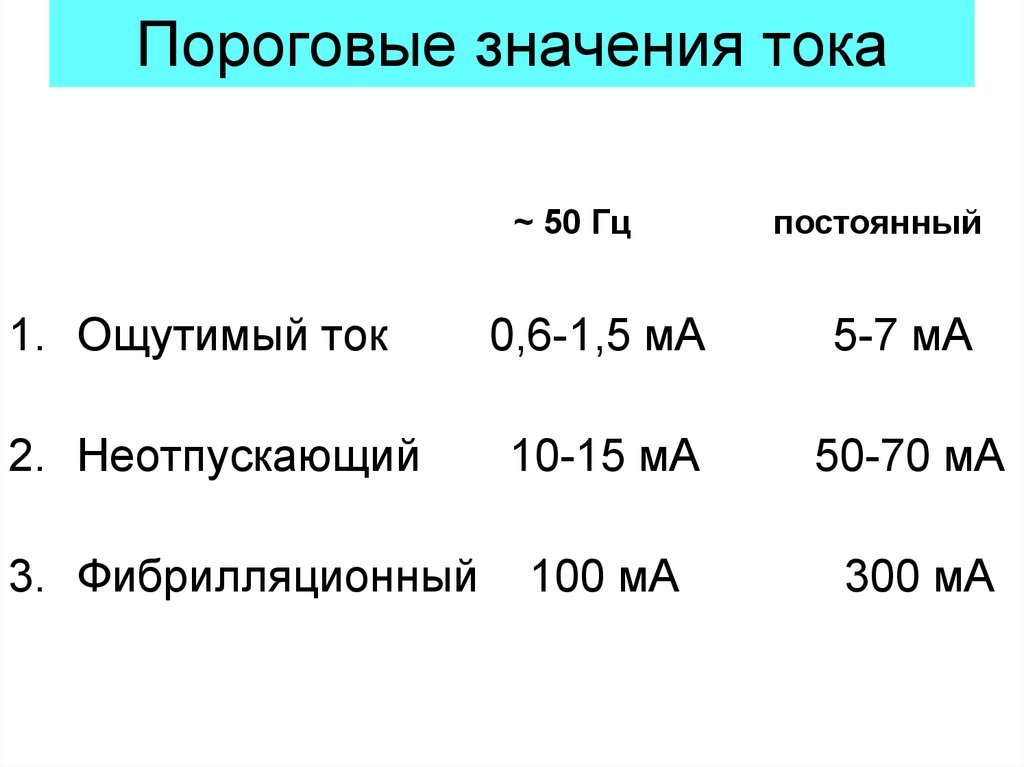 Пороговые значения тока
~ 50 Гц постоянный
1. Ощутимый ток 0,6-1,5 мА 5-7 мА
2. Неотпускающий 10-15 мА 50-70 мА
3. Фибрилляционный 100 мА 300 мА